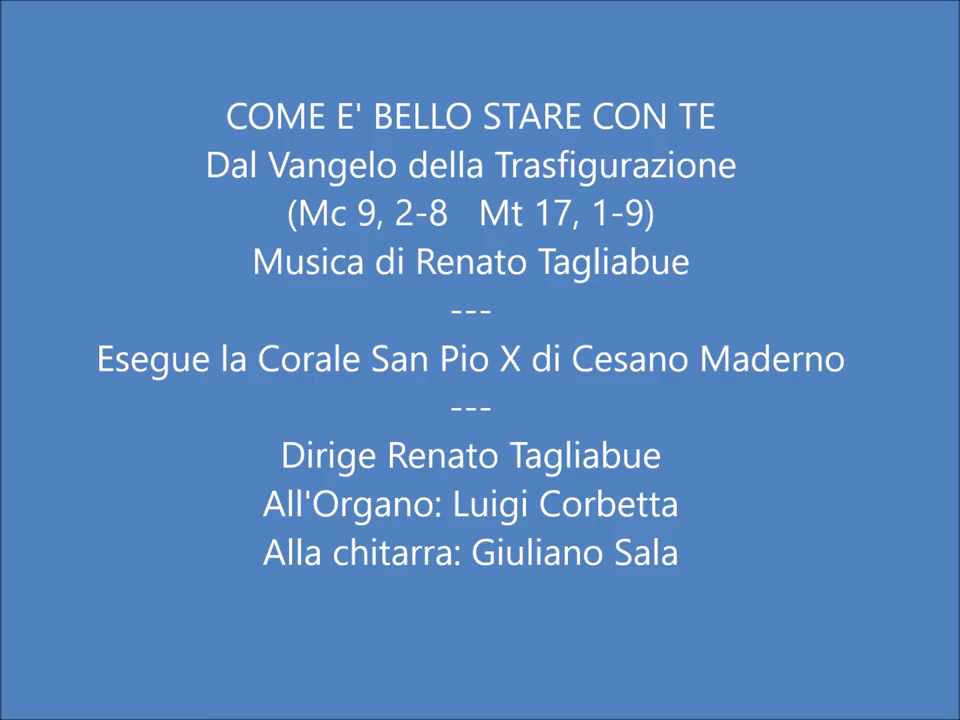 COME E' BELLO STARE CON TE
Dal Vangelo della Trasfigurazione
(Mc 9, 2-8   Mt 17, 1-9)
Musica di Renato Tagliabue
---
Esegue la Corale San Pio X di Cesano Maderno
---
Dirige Renato Tagliabue
All'Organo: Luigi Corbetta
Alla chitarra: Giuliano Sala